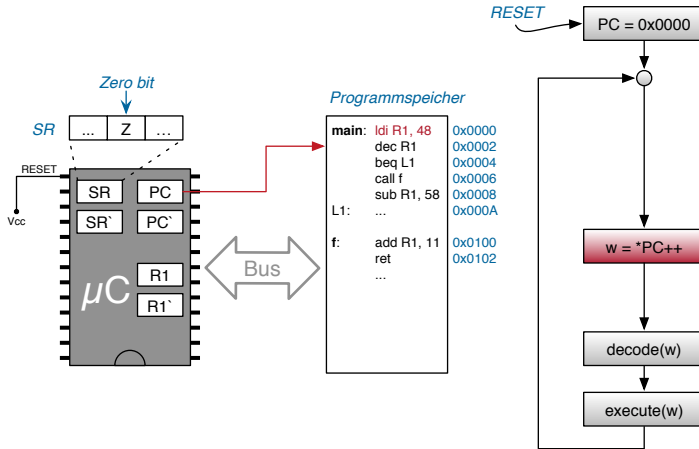 RESET
PC = 0x0000
Zero bit
SR
... Z ...
Programmspeicher
main: ldi R1, 48 0x0000
dec R1 0x0002
beq L1 0x0004
call f 0x0006
sub R1, 58 0x0008
L1: ... 0x000A
f: add R1, 11 0x0100
ret 0x0102
...
RESET
Vcc
SR PC
SR` PC`
R1
R1`
µC
Bus
w = *PC++
decode(w)
execute(w)